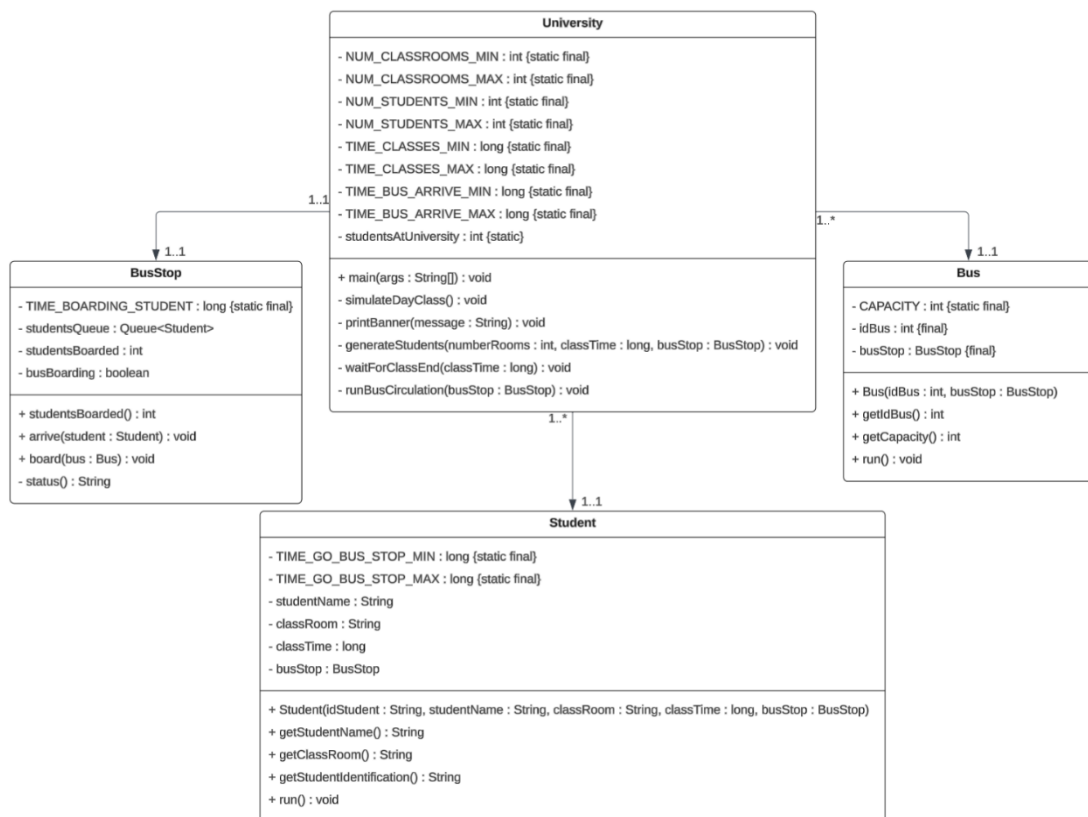 University
- NUM_CLASSROOMS_MIN : int {static final}
- NUM_CLASSROOMS_MAX : int {static final}
- NUM_STUDENTS_MIN : int {static final}
- NUM_STUDENTS_MAX : int {static final}
- TIME_CLASSES_MIN : long {static final}
- TIME_CLASSES_MAX : long {static final}
- TIME_BUS_ARRIVE_MIN : long {static final}
- TIME_BUS_ARRIVE_MAX : long {static final}
- studentsAtUniversity : int {static}
+ main(args : String[]) : void
- simulateDayClass() : void
- printBanner(message : String) : void
- generateStudents(numberRooms : int, classTime : long, busStop : BusStop) : void
- waitForClassEnd(classTime : long) : void
- runBusCirculation(busStop : BusStop) : void
1..1
1..1
1..*
1..1
1..*
1..1
BusStop
- TIME_BOARDING_STUDENT : long {static final}
- studentsQueue : Queue<Student>
- studentsBoarded : int
- busBoarding : boolean
+ studentsBoarded() : int
+ arrive(student : Student) : void
+ board(bus : Bus) : void
- status() : String
Bus
- CAPACITY : int {static final}
- idBus : int {final}
- busStop : BusStop {final}
+ Bus(idBus : int, busStop : BusStop)
+ getIdBus() : int
+ getCapacity() : int
+ run() : void
Student
- TIME_GO_BUS_STOP_MIN : long {static final}
- TIME_GO_BUS_STOP_MAX : long {static final}
- studentName : String
- classRoom : String
- classTime : long
- busStop : BusStop
+ Student(idStudent : String, studentName : String, classRoom : String, classTime : long, busStop : BusStop)
+ getStudentName() : String
+ getClassRoom() : String
+ getStudentIdentification() : String
+ run() : void